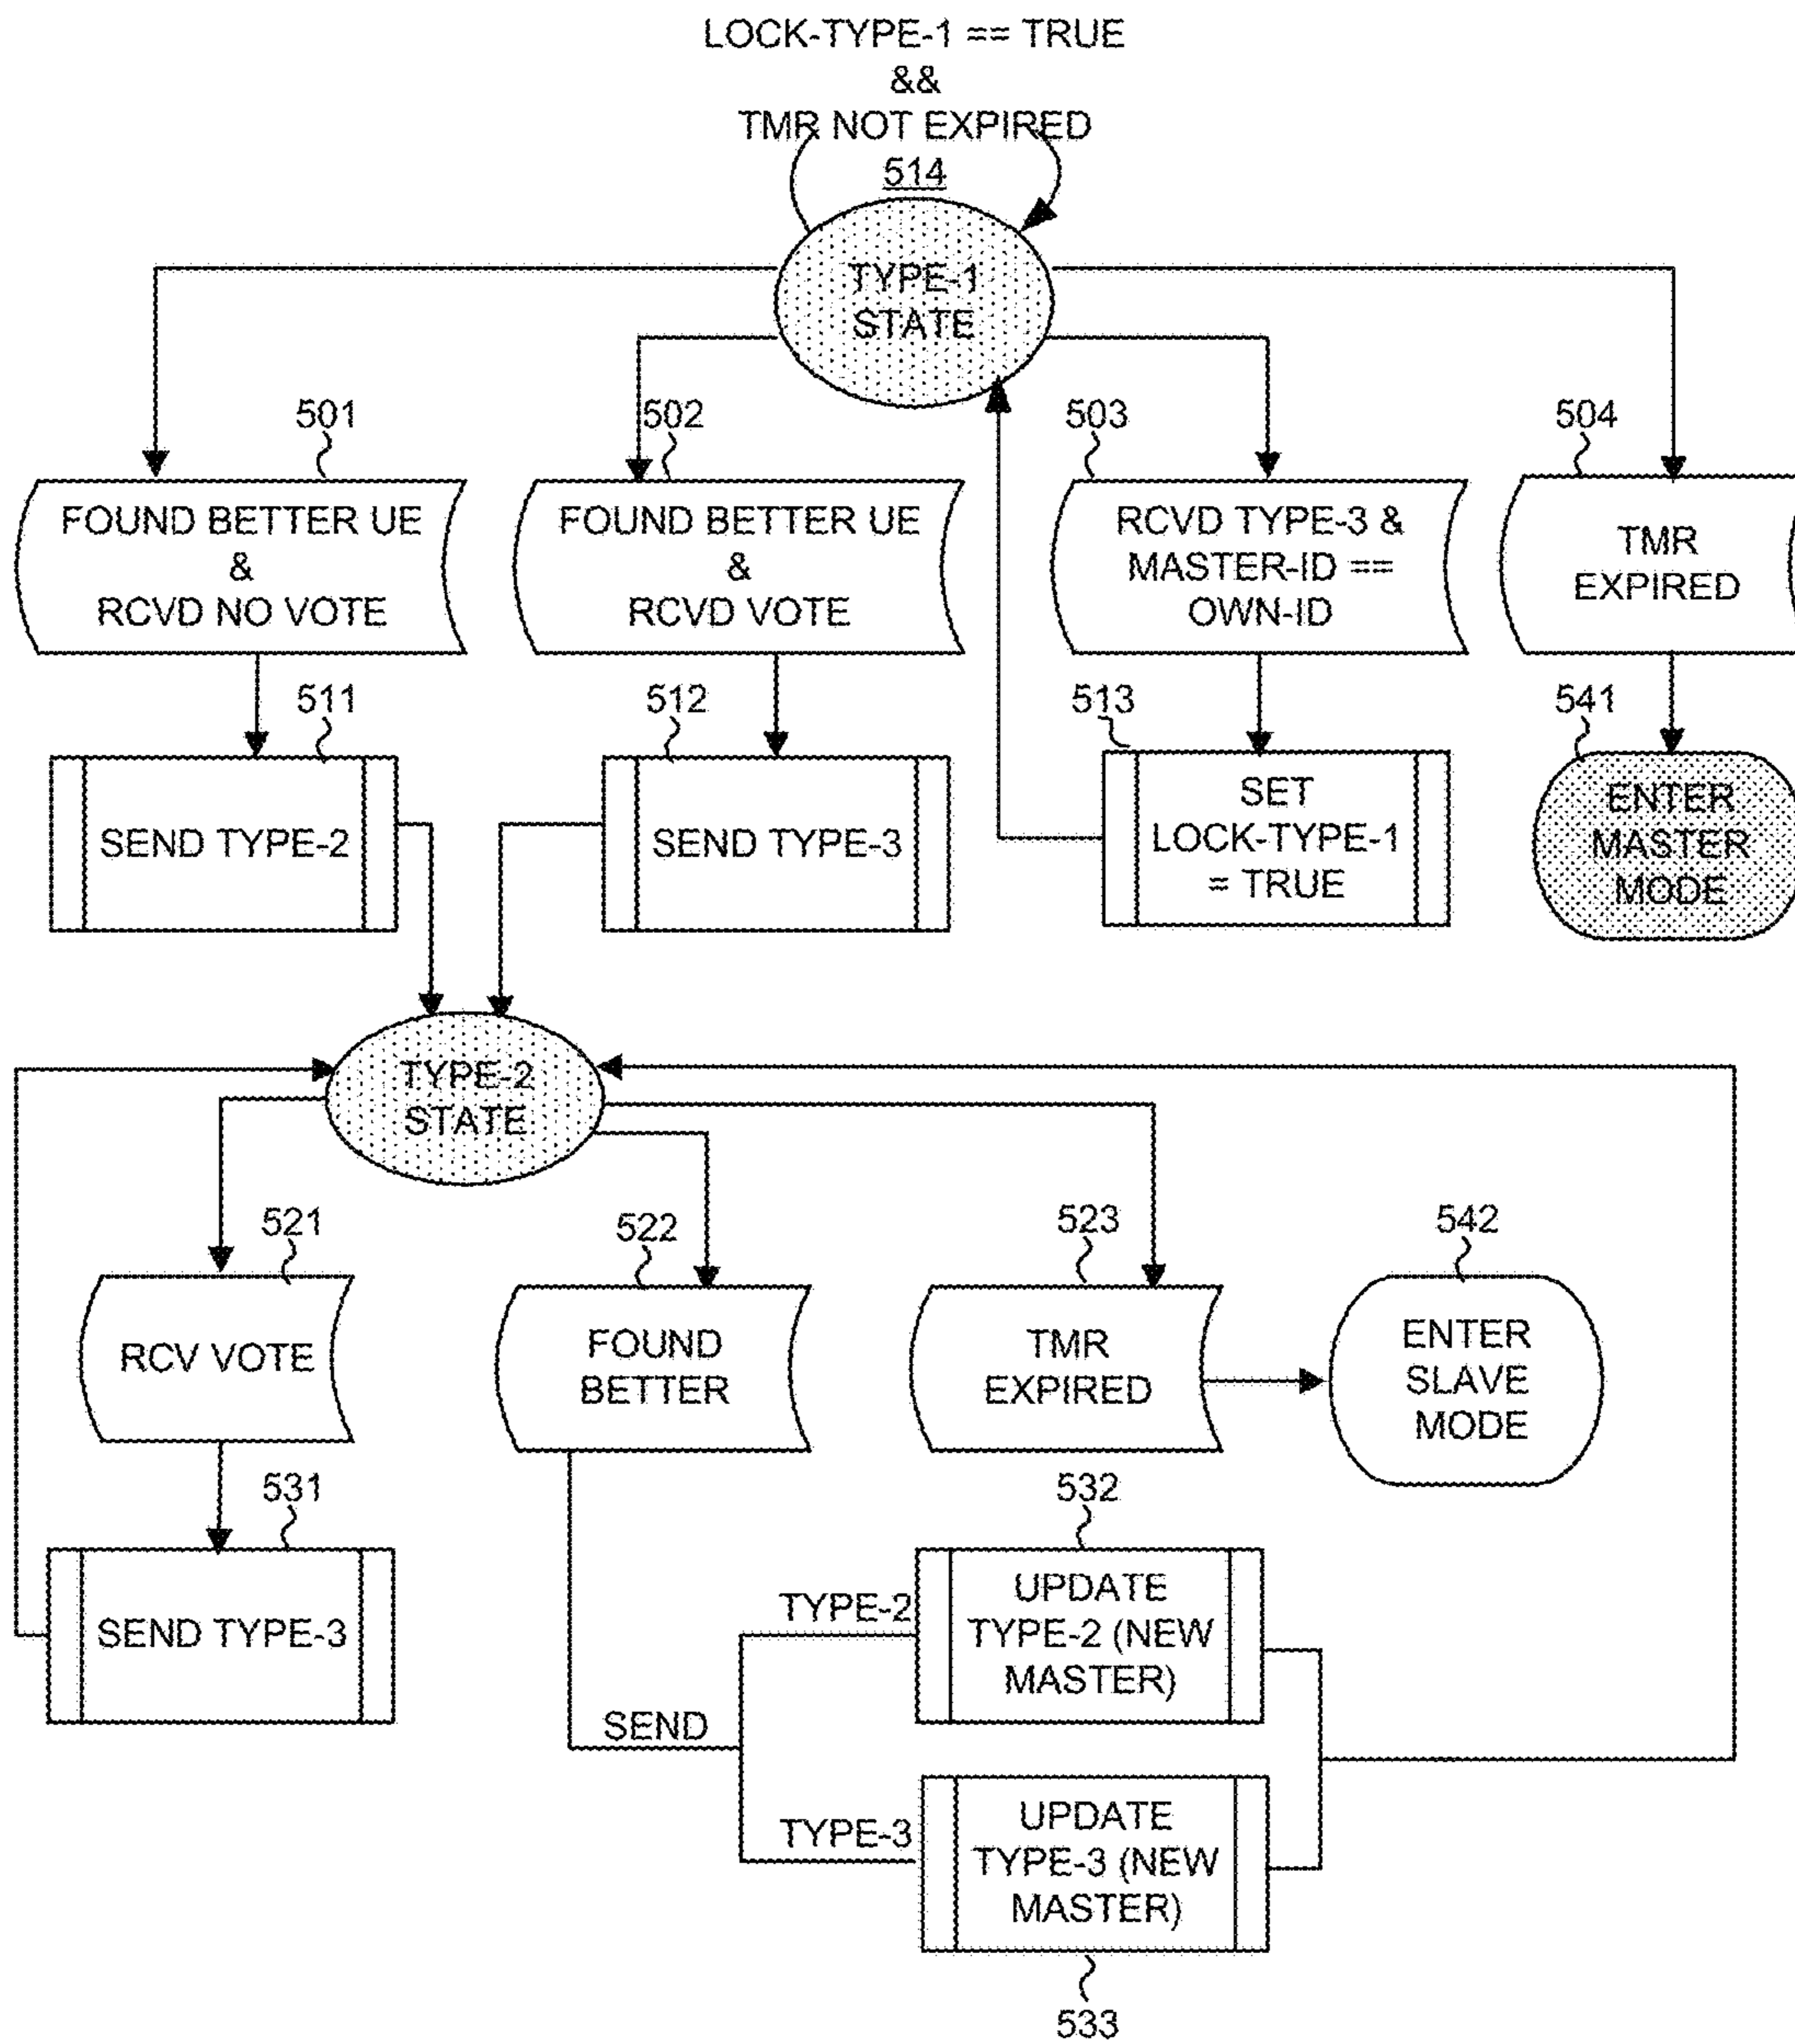 LOCK-TYPE-1 == TRUE
&&
TMR NOT EXPIRED
514
TYPE-1
STATE
501
502
503
504
FOUND BETTER UE
&
RCVD NO VOTE
FOUND BETTER UE
&
RCVD VOTE
RCVD TYPE-3 &
MASTER-ID ==
OWN-ID
TMR
EXPIRED
511
512
513
541
SEND TYPE-2
SEND TYPE-3
SET
LOCK-TYPE-1
= TRUE
ENTER
MASTER
MODE
TYPE-2
STATE
521
522
523
542
RCV VOTE
FOUND
BETTER
TMR
EXPIRED
ENTER
SLAVE
MODE
531
532
SEND TYPE-3
SEND
TYPE-2
UPDATE
TYPE-2 (NEW
MASTER)
TYPE-3
UPDATE
TYPE-3 (NEW
MASTER)
533